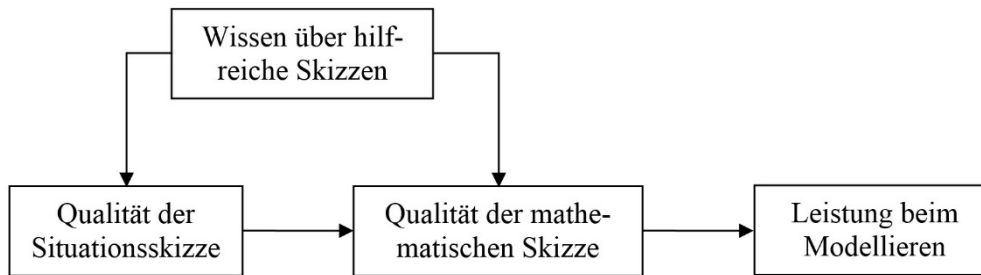 Wissen über hilf-
reiche Skizzen
Qualität der
Situationsskizze
Qualität der mathe-
matischen Skizze
Leistung beim
Modellieren